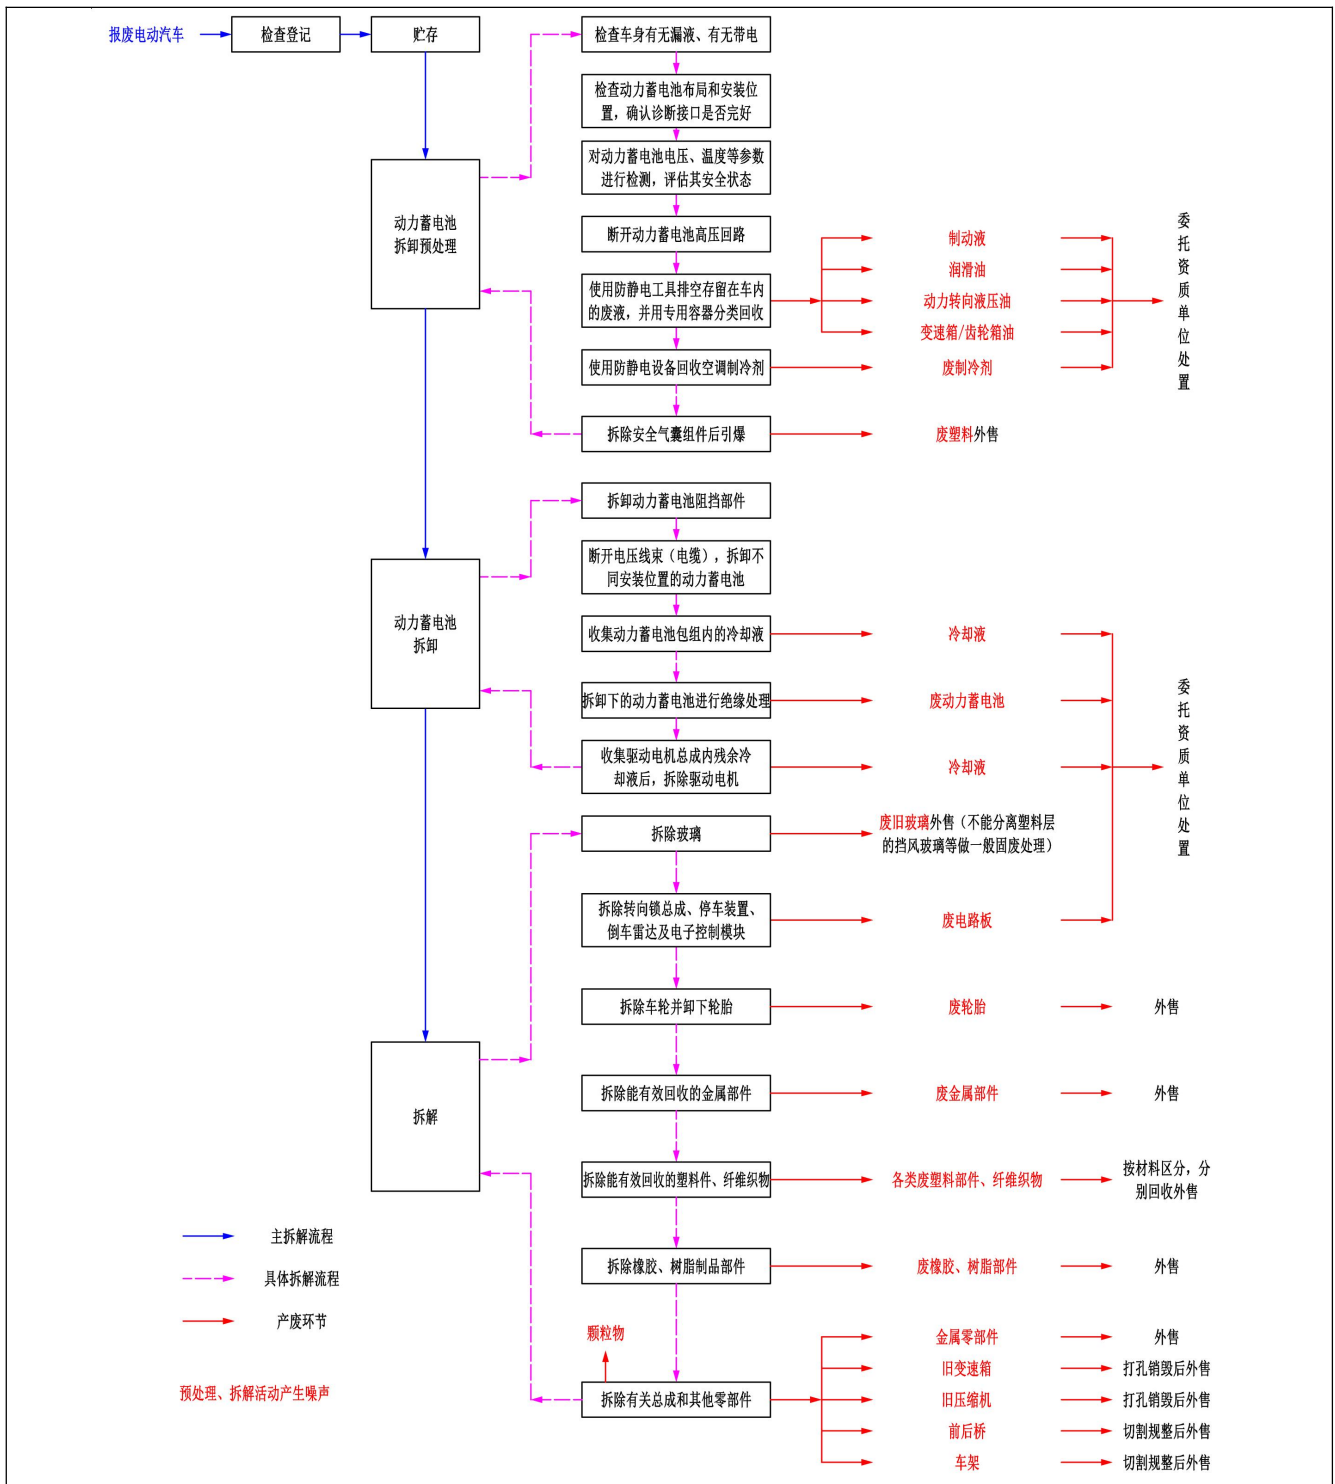 报废电动汽车
检查登记
贮存
检查车身有无漏液、有无带电
检查动力蓄电池布局和安装位
置，确认诊断接口是否完好
对动力蓄电池电压、温度等参数
进行检测，评估其安全状态
动力蓄电池
拆卸预处理
断开动力蓄电池高压回路
使用防静电工具排空存留在车内
的废液，并用专用容器分类回收
制动液
润滑油
动力转向液压油
变速箱/齿轮箱油
使用防静电设备回收空调制冷剂
废制冷剂
委
托
资
质
单
位
处
置
拆除安全气囊组件后引爆
废塑料外售
拆卸动力蓄电池阻挡部件
断开电压线束（电缆），拆卸不
同安装位置的动力蓄电池
动力蓄电池
拆卸
收集动力蓄电池包组内的冷却液
冷却液
拆卸下的动力蓄电池进行绝缘处理
废动力蓄电池
收集驱动电机总成内残余冷
却液后，拆除驱动电机
冷却液
委
托
资
质
单
位
处
置
拆除玻璃
废旧玻璃外售（不能分离塑料层
的挡风玻璃等做一般固废处理）
拆除转向锁总成、停车装置、
倒车雷达及电子控制模块
废电路板
拆除车轮并卸下轮胎
废轮胎
外售
拆解
拆除能有效回收的金属部件
废金属部件
外售
拆除能有效回收的塑料件、纤维织物
各类废塑料部件、纤维织物
按材料区分，分
别回收外售
主拆解流程
具体拆解流程
产废环节
拆除橡胶、树脂制品部件
废橡胶、树脂部件
外售
颗粒物
预处理、拆解活动产生噪声
拆除有关总成和其他零部件
金属零部件
外售
旧变速箱
打孔销毁后外售
旧压缩机
打孔销毁后外售
前后桥
切割规整后外售
车架
切割规整后外售